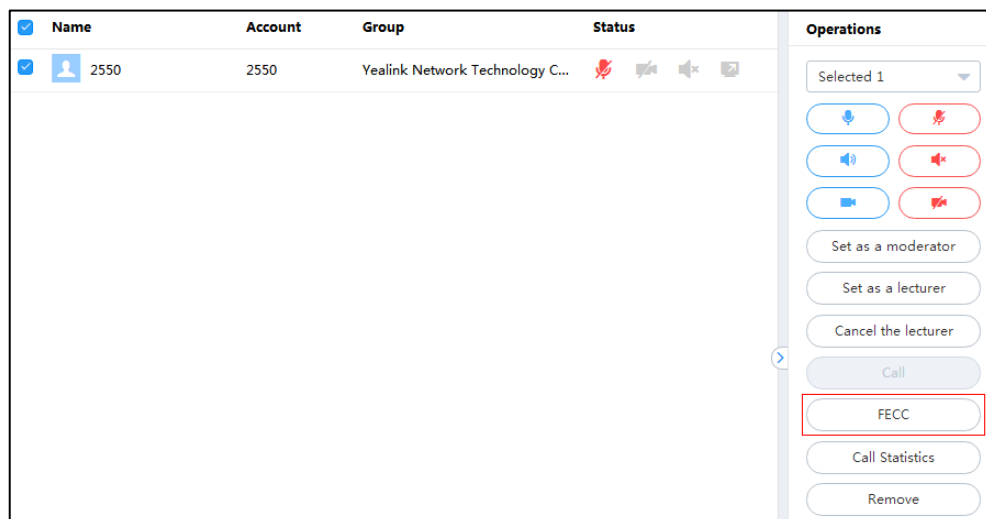 Name Account Group Status
2550 2550 Yealink Network Technology C...
Operations
Selected 1
Set as a moderator
Set as a lecturer
Cancel the lecturer
Call
FECC
Call Statistics
Remove